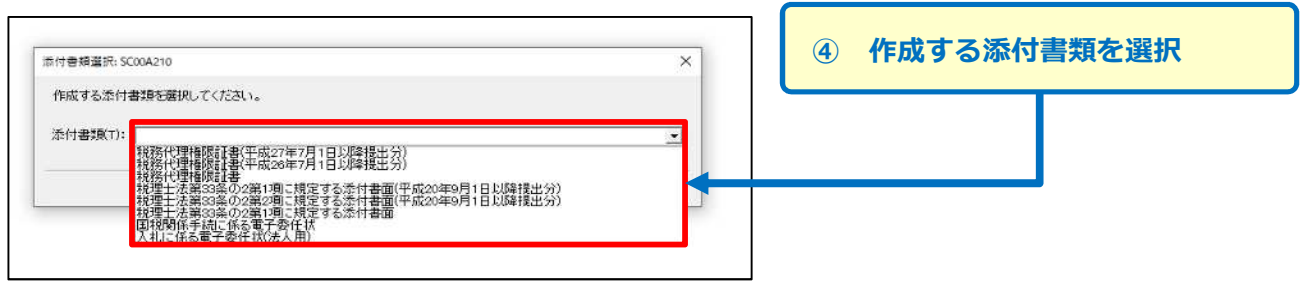 ④ 作成する添付書類を選択
添付書類選択: SC00A210
作成する添付書類を選択してください。
添付書類(T):
税務代理権限証書(平成27年7月1日以降提出分)
税務代理権限証書(平成26年7月1日以降提出分)
税務代理権限証書
税理士法第33条の2第1項に規定する添付書面(平成20年9月1日以降提出分)
税理士法第33条の2第2項に規定する添付書面(平成20年9月1日以降提出分)
税理士法第33条の2第1項に規定する添付書面
国税関係手続に係る電子委任状
入札に係る電子委任状(法人用)